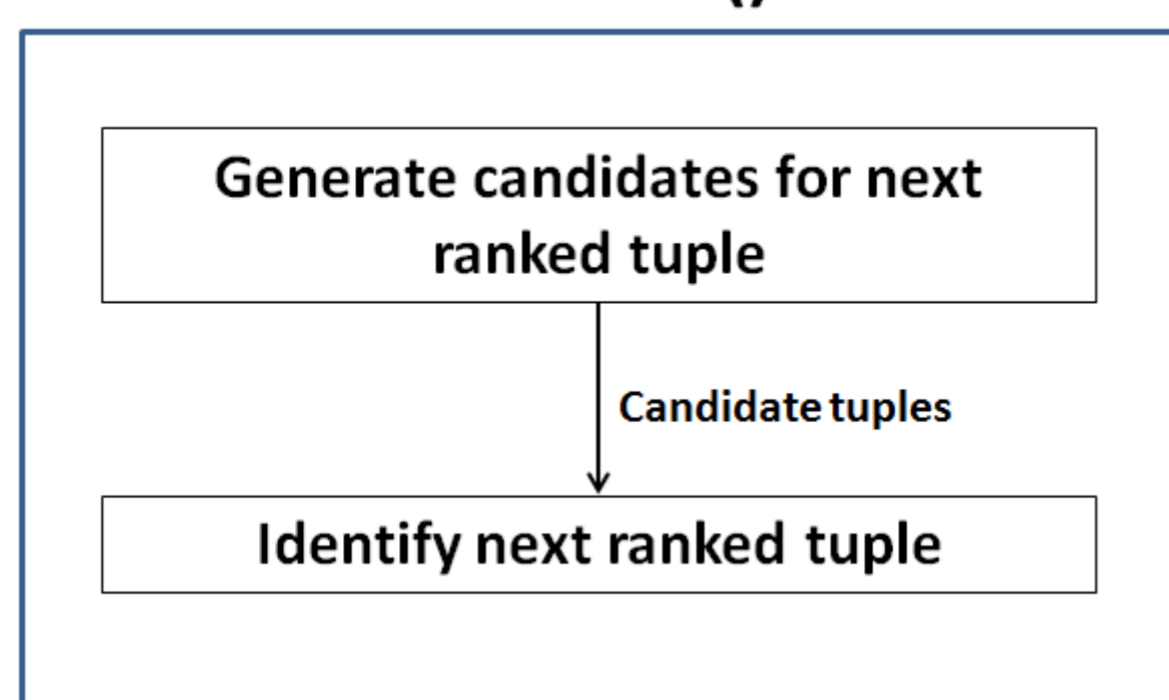 ()
Generate candidates for next
ranked tuple
Candidate tuples
Identify next ranked tuple